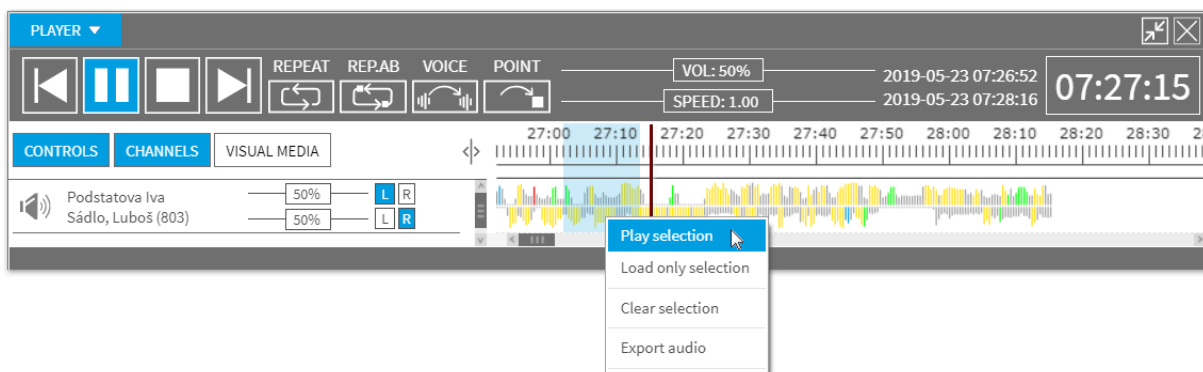 PLAYER
REPEAT REP.AB VOICE POINT
VOL: 50%
SPEED: 1.00
2019-05-23 07:26:52
2019-05-23 07:28:16
07:27:15
CONTROLS CHANNELS VISUAL MEDIA
27:00 27:10 27:20 27:30 27:40 27:50 28:00 28:10 28:20 28:30 2
Podstatova Iva 50% L R
Sádlo, Luboš (803) 50% L R
Play selection
Load only selection
Clear selection
Export audio